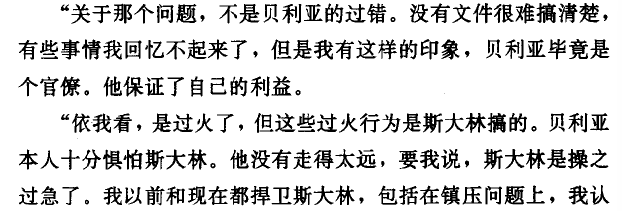 “关于那个问题，不是贝利亚的过错。没有文件很难搞清楚，
有些事情我回忆不起来了，但是我有这样的印象，贝利亚毕竟是
个官僚。他保证了自己的利益。
“依我看，是过火了，但这些过火行为是斯大林搞的。贝利亚
本人十分惧怕斯大林。他没有走得太远，要我说，斯大林是操之
过急了。我以前和现在都捍卫斯大林，包括在镇压问题上，我认